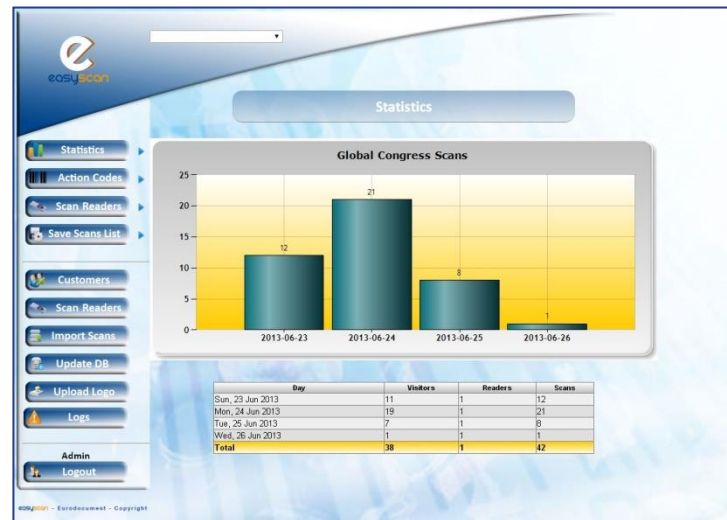 easyscan
Statistics
Statistics
Action Codes
Scan Readers
Save Scans List
Customers
Scan Readers
Import Scans
Update DB
Upload Logo
Logs
Admin
Logout
easyscan - Eurodocument - Copyright
Global Congress Scans
25
20
15
10
5
0
12
21
8
1
2013-06-23 2013-06-24 2013-06-25 2013-06-26
Day Visitors Readers Scans
Sun, 23 Jun 2013 11 1 12
Mon, 24 Jun 2013 19 1 21
Tue, 25 Jun 2013 7 1 8
Wed, 26 Jun 2013 1 1 1
Total 38 1 42